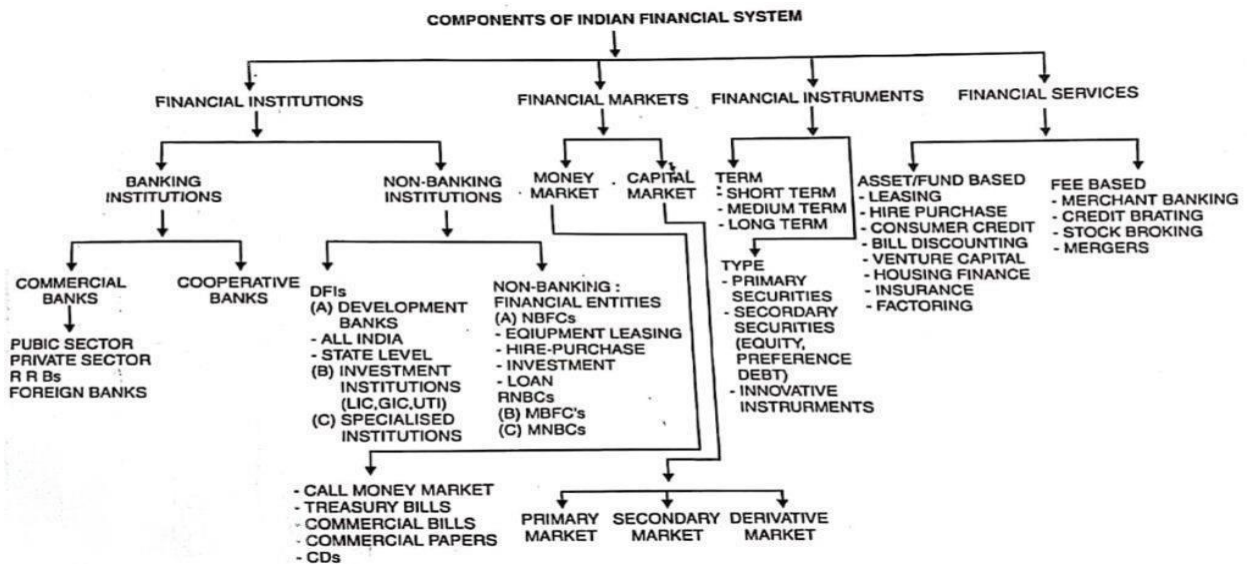 COMPONENTS OF INDIAN FINANCIAL SYSTEM
FINANCIAL INSTITUTIONS
FINANCIAL MARKETS
FINANCIAL INSTRUMENTS
FINANCIAL SERVICES
BANKING
INSTITUTIONS
NON-BANKING
INSTITUTIONS
MONEY
MARKET
CAPITAL
MARKET
TERM
- SHORT TERM
- MEDIUM TERM
- LONG TERM
ASSET/FUND BASED
- LEASING
- HIRE PURCHASE
- CONSUMER CREDIT
- BILL DISCOUNTING
- VENTURE CAPITAL
- HOUSING FINANCE
- INSURANCE
- FACTORING
FEE BASED
- MERCHANT BANKING
- CREDIT BRATING
- STOCK BROKING
- MERGERS
COMMERCIAL
BANKS
COOPERATIVE
BANKS
PUBIC SECTOR
PRIVATE SECTOR
R R Bs
FOREIGN BANKS
DFIs
(A) DEVELOPMENT
BANKS
- ALL INDIA
- STATE LEVEL
(B) INVESTMENT
INSTITUTIONS
(LIC,GIC,UTI)
(C) SPECIALISED
INSTITUTIONS
NON-BANKING :
FINANCIAL ENTITIES
(A) NBFCs
- EQIUPMENT LEASING
- HIRE-PURCHASE
- INVESTMENT
- LOAN
RNBCs
(B) MBFC's
(C) MNBCs
TYPE
- PRIMARY
SECURITIES
- SECORDARY
SECURITIES
(EQUITY,
PREFERENCE
DEBT)
- INNOVATIVE
INSTRURMENTS
- CALL MONEY MARKET
- TREASURY BILLS
- COMMERCIAL BILLS
- COMMERCIAL PAPERS
- CDs
PRIMARY
MARKET
SECONDARY
MARKET
DERIVATIVE
MARKET